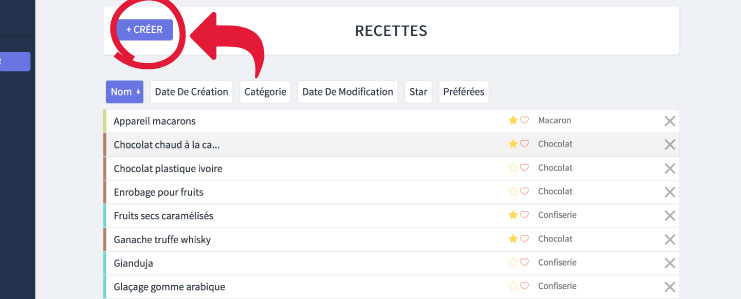 + CRÉER
RECETTES
Nom Date De Création Catégorie Date De Modification Star Préférées
Appareil macarons Macaron
Chocolat chaud à la ca... Chocolat
Chocolat plastique ivoire Chocolat
Enrobage pour fruits Chocolat
Fruits secs caramélisés Confiserie
Ganache truffe whisky Chocolat
Gianduja Confiserie
Glaçage gomme arabique Confiserie